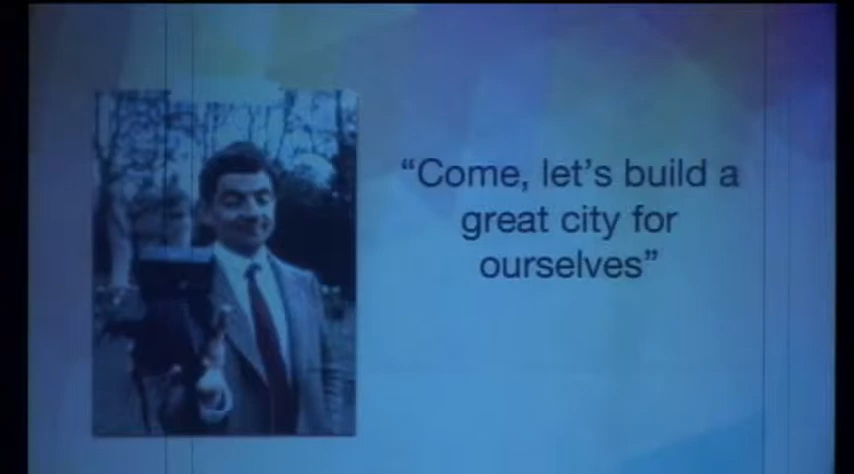 “Come, let’s build a
great city for
ourselves”